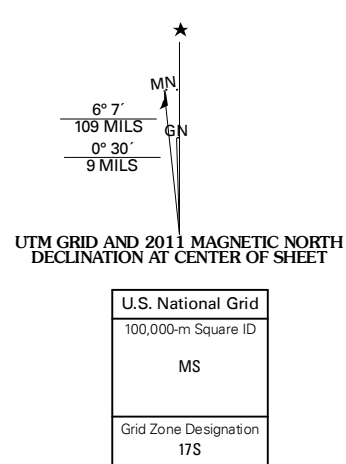 MN
6° 7´
109 MILS
GN
0° 30´
9 MILS
UTM GRID AND 2011 MAGNETIC NORTH
DECLINATION AT CENTER OF SHEET
U.S. National Grid
100,000-m Square ID
MS
Grid Zone Designation
17S